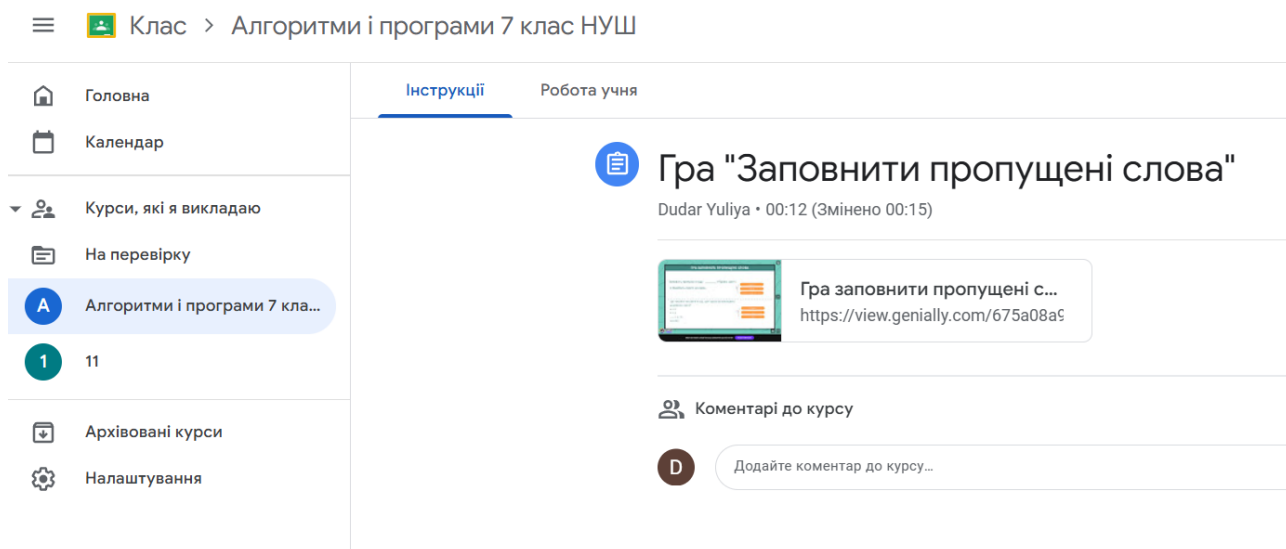 Клас > Алгоритми і програми 7 клас НУШ
Головна
Календар
Курси, які я викладаю
На перевірку
А Алгоритми і програми 7 кла...
1 11
Архівовані курси
Налаштування
Інструкції Робота учня
Гра "Заповнити пропущені слова"
Dudar Yuliya • 00:12 (Змінено 00:15)
Гра заповнити пропущені с...
https://view.genially.com/675a08a9
Коментарі до курсу
D Додайте коментар до курсу...